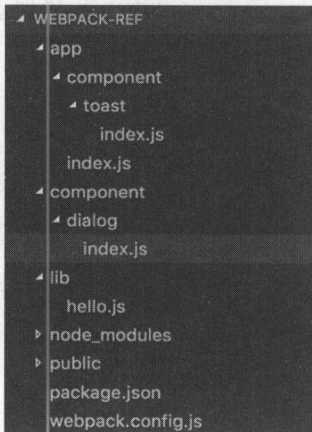 WEBPACK-REF
app
component
toast
index.js
index.js
component
dialog
index.js
lib
hello.js
node_modules
public
package.json
webpack.config.js